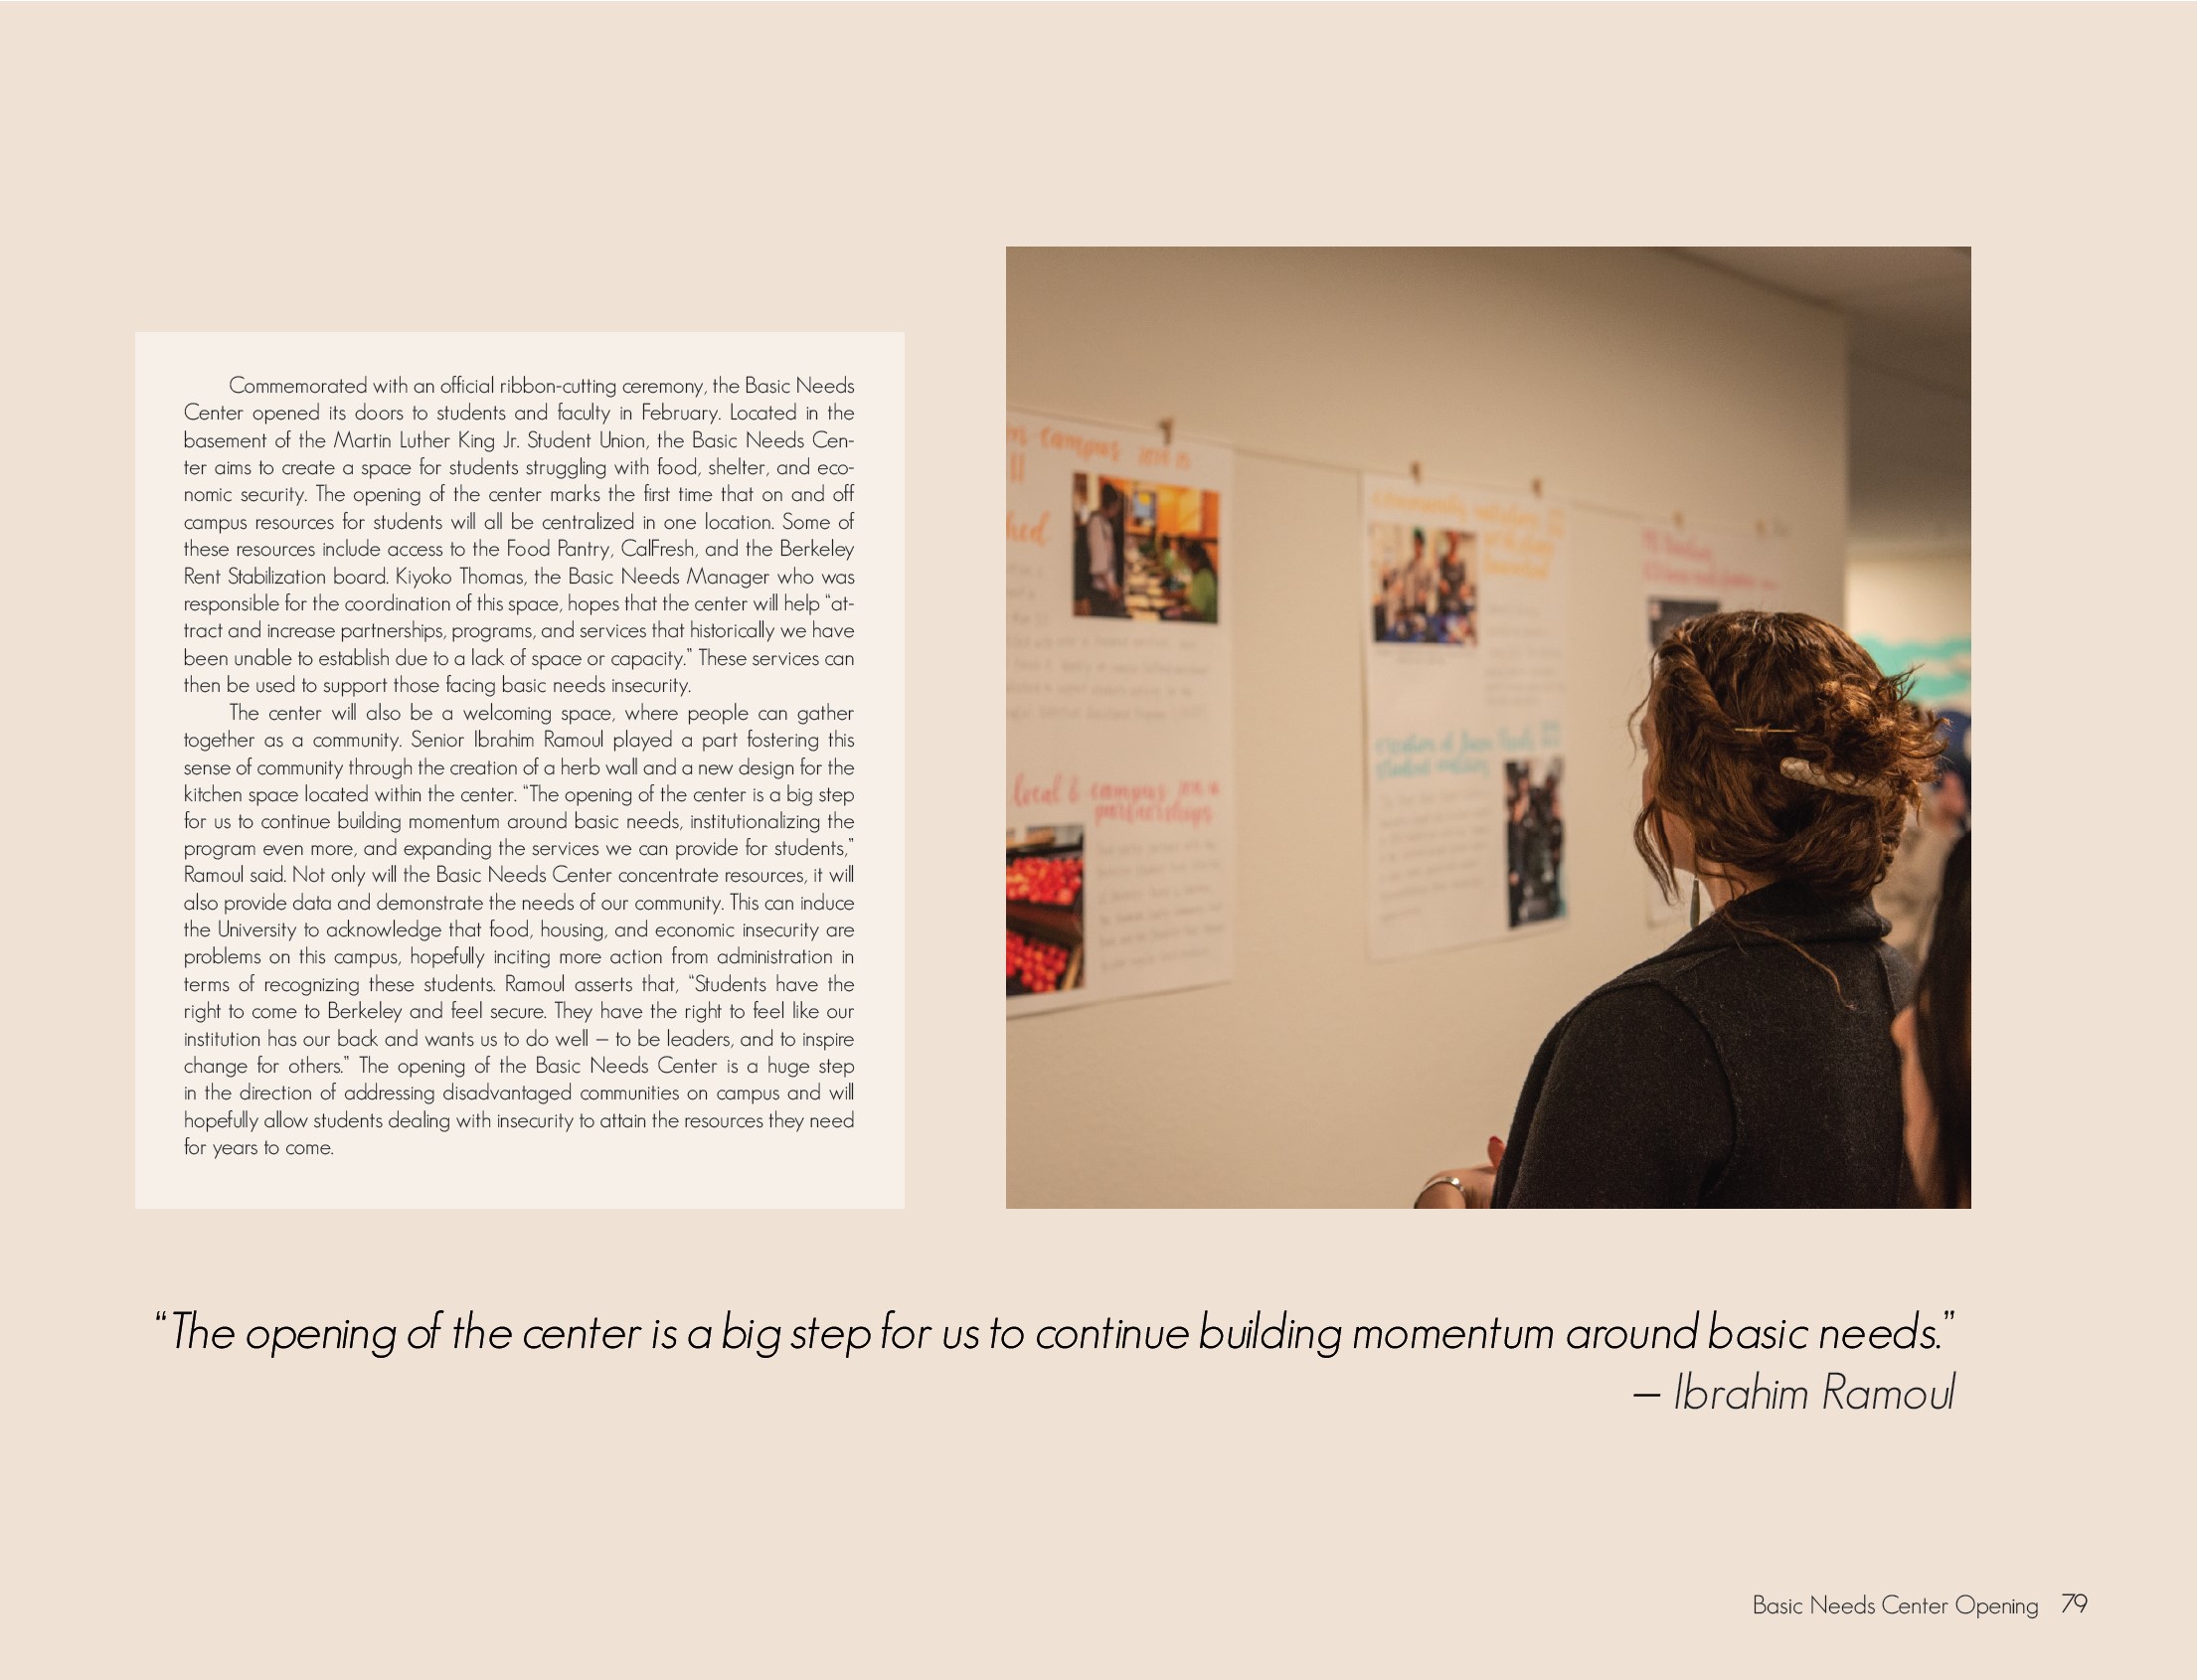 Commemorated with an official ribbon-cutting ceremony, the Basic Needs
Center opened its doors to students and faculty in February. Located in the
basement of the Martin Luther King Jr. Student Union, the Basic Needs Cen-
ter aims to create a space for students struggling with food, shelter, and eco-
nomic security. The opening of the center marks the first time that on and off
campus resources for students will all be centralized in one location. Some of
these resources include access to the Food Pantry, CalFresh, and the Berkeley
Rent Stabilization board. Kiyoko Thomas, the Basic Needs Manager who was
responsible for the coordination of this space, hopes that the center will help “at-
tract and increase partnerships, programs, and services that historically we have
been unable to establish due to a lack of space or capacity.” These services can
then be used to support those facing basic needs insecurity.
The center will also be a welcoming space, where people can gather
together as a community. Senior Ibrahim Ramoul played a part fostering this
sense of community through the creation of a herb wall and a new design for the
kitchen space located within the center. “The opening of the center is a big step
for us to continue building momentum around basic needs, institutionalizing the
program even more, and expanding the services we can provide for students,”
Ramoul said. Not only will the Basic Needs Center concentrate resources, it will
also provide data and demonstrate the needs of our community. This can induce
the University to acknowledge that food, housing, and economic insecurity are
problems on this campus, hopefully inciting more action from administration in
terms of recognizing these students. Ramoul asserts that, “Students have the
right to come to Berkeley and feel secure. They have the right to feel like our
institution has our back and wants us to do well – to be leaders, and to inspire
change for others.” The opening of the Basic Needs Center is a huge step
in the direction of addressing disadvantaged communities on campus and will
hopefully allow students dealing with insecurity to attain the resources they need
for years to come.
campus
local & campus
partnerships
“The opening of the center is a big step for us to continue building momentum around basic needs.”
– Ibrahim Ramoul
Basic Needs Center Opening 79